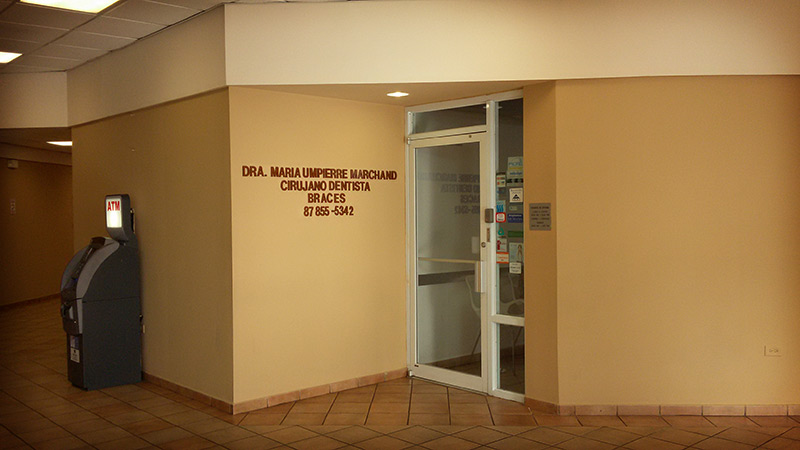 ATM
DRA. MARIA UMPIERRE MARCHAND
CIRUJANO DENTISTA
BRACES
87 855-5342